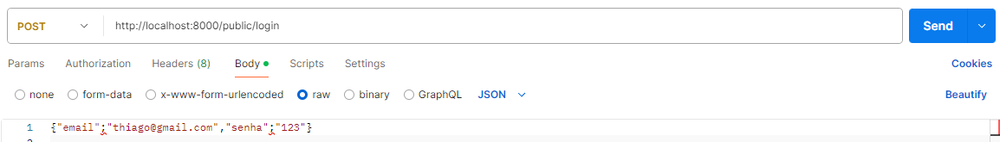 POST http://localhost:8000/public/login Send
Params Authorization Headers (8) Body Scripts Settings Cookies
none form-data x-www-form-urlencoded raw binary GraphQL JSON Beautify
1 {"email";"thiago@gmail.com","senha";"123"}
2